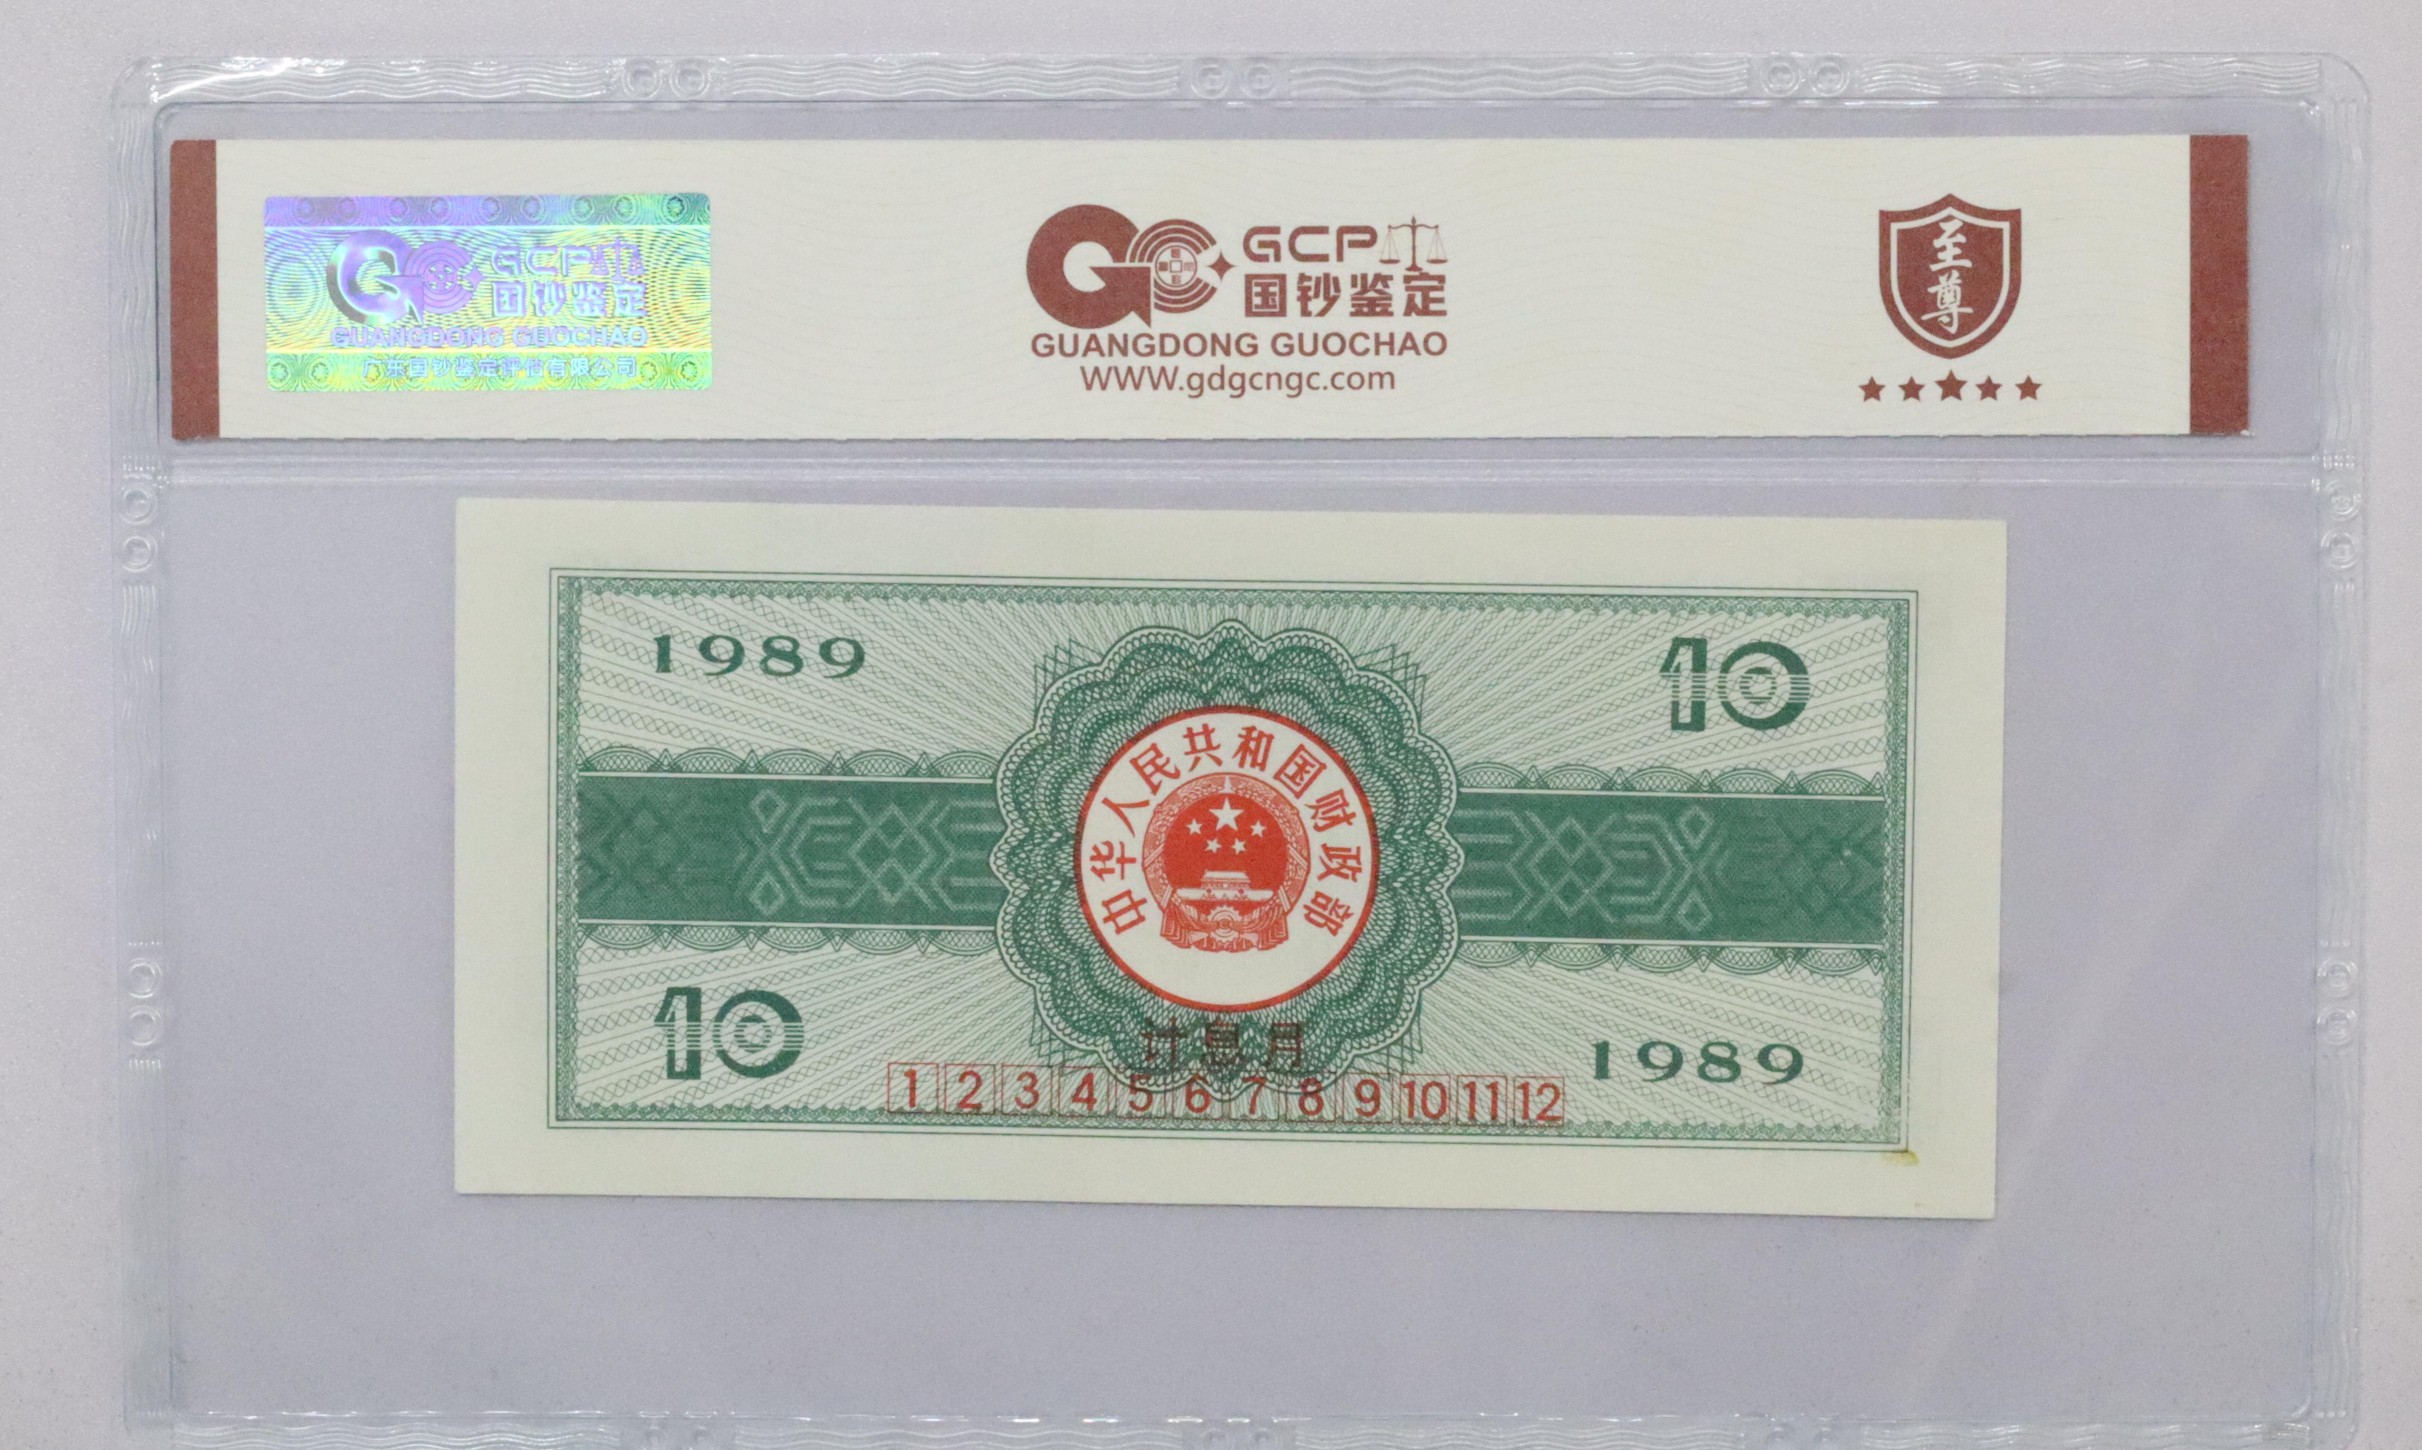 GCP
国钞鉴定
GUANGDONG GUOCHAO
广东国钞鉴定评估有限公司
GCP
国钞鉴定
GUANGDONG GUOCHAO
WWW.gdgcngc.com
至尊
1989
10
中华人民共和国财政部
10
计息月
1989
1 2 3 4 5 6 7 8 9 10 11 12